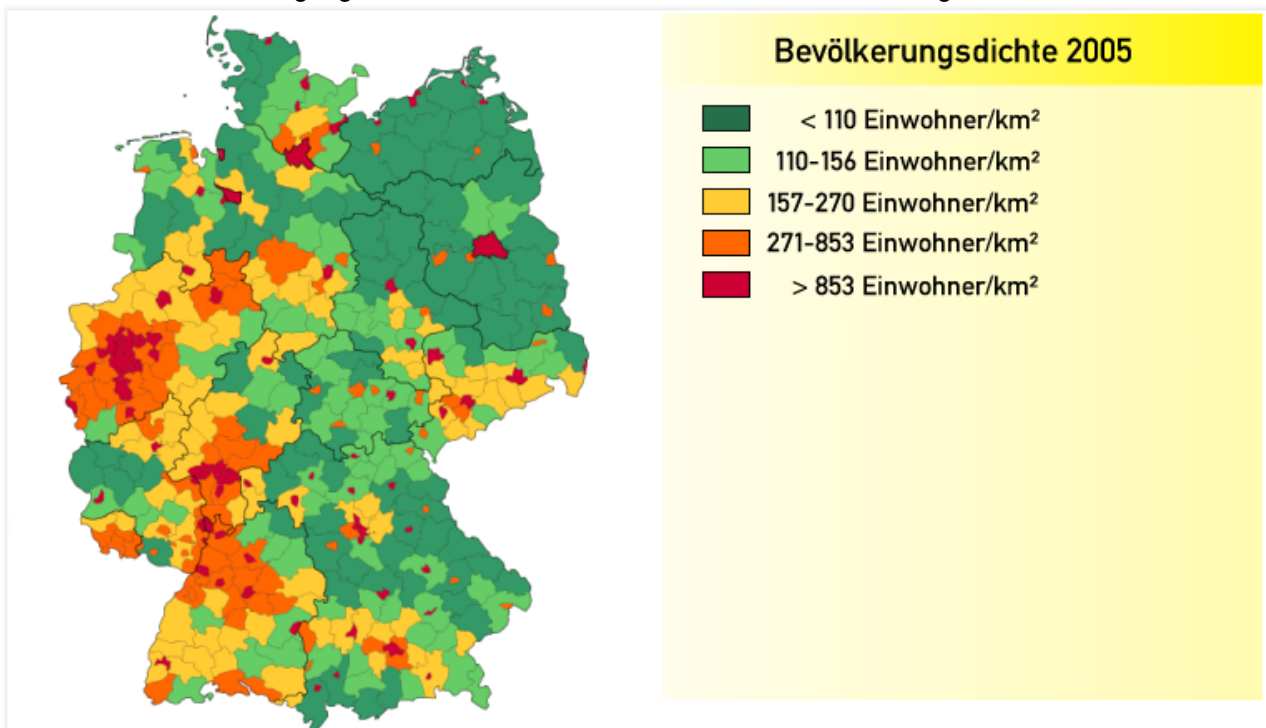 Bevölkerungsdichte 2005
< 110 Einwohner/km²
110-156 Einwohner/km²
157-270 Einwohner/km²
271-853 Einwohner/km²
> 853 Einwohner/km²